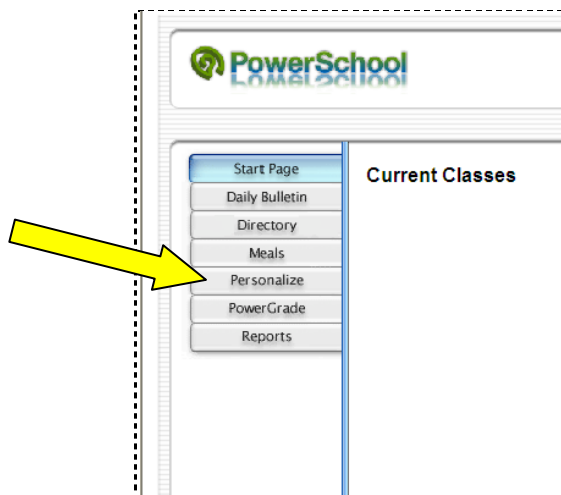 PowerSchool
Start Page
Current Classes
Daily Bulletin
Directory
Meals
Personalize
PowerGrade
Reports